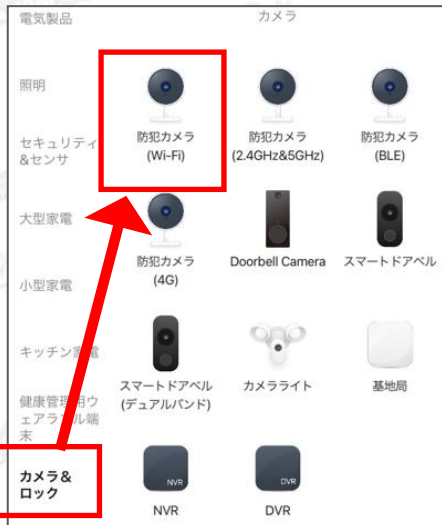 電気製品
カメラ
照明
セキュリティ
&センサ
大型家電
小型家電
キッチン家電
健康管理用ウ
ェアラブル端
末
カメラ&
ロック
防犯カメラ
(Wi-Fi)
防犯カメラ
(2.4GHz&5GHz)
防犯カメラ
(BLE)
防犯カメラ
(4G)
Doorbell Camera
スマートドアベル
スマートドアベル
(デュアルバンド)
カメラライト
基地局
NVR
NVR
DVR
DVR